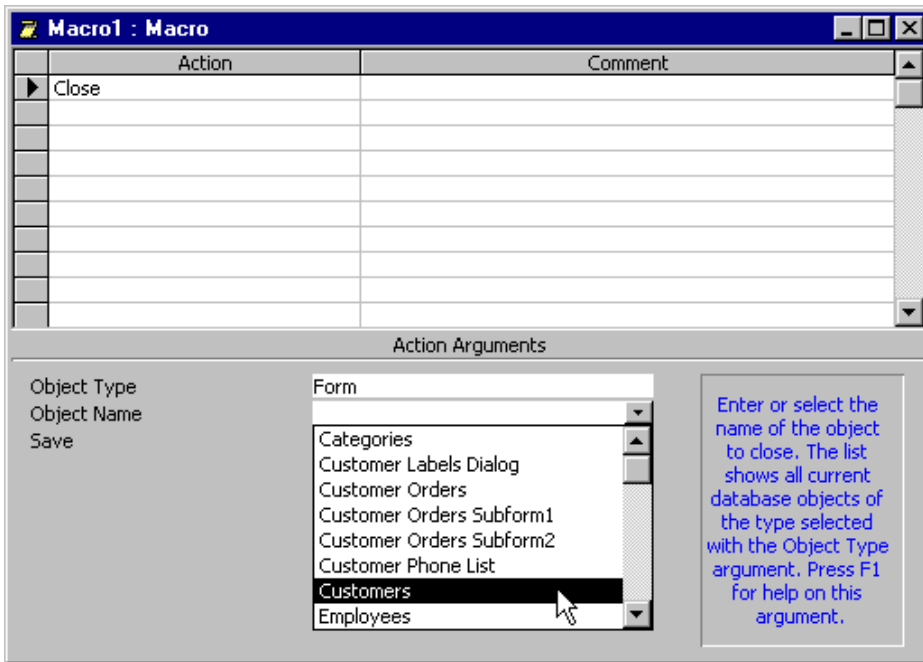 Macro1 : Macro
Action Comment
Close
Action Arguments
Object Type Form
Object Name
Save
Categories
Customer Labels Dialog
Customer Orders
Customer Orders Subform1
Customer Orders Subform2
Customer Phone List
Customers
Employees
Enter or select the
name of the object
to close. The list
shows all current
database objects of
the type selected
with the Object Type
argument. Press F1
for help on this
argument.